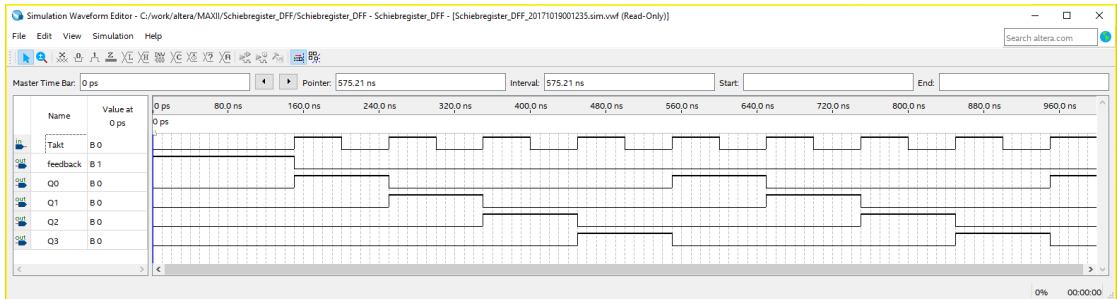 Simulation Waveform Editor - C:/work/altera/MAXII/Schiebregister_DFF/Schiebregister_DFF - Schiebregister_DFF - [Schiebregister_DFF_20171019001235.sim.vwf (Read-Only)]
File Edit View Simulation Help
Search altera.com
Master Time Bar: 0 ps Pointer: 575.21 ns Interval: 575.21 ns Start: End:
Name Value at 0 ps 0 ps 80.0 ns 160.0 ns 240.0 ns 320.0 ns 400.0 ns 480.0 ns 560.0 ns 640.0 ns 720.0 ns 800.0 ns 880.0 ns 960.0 ns
0 ps
in Takt B 0
out feedback B 1
out Q0 B 0
out Q1 B 0
out Q2 B 0
out Q3 B 0
0% 00:00:00